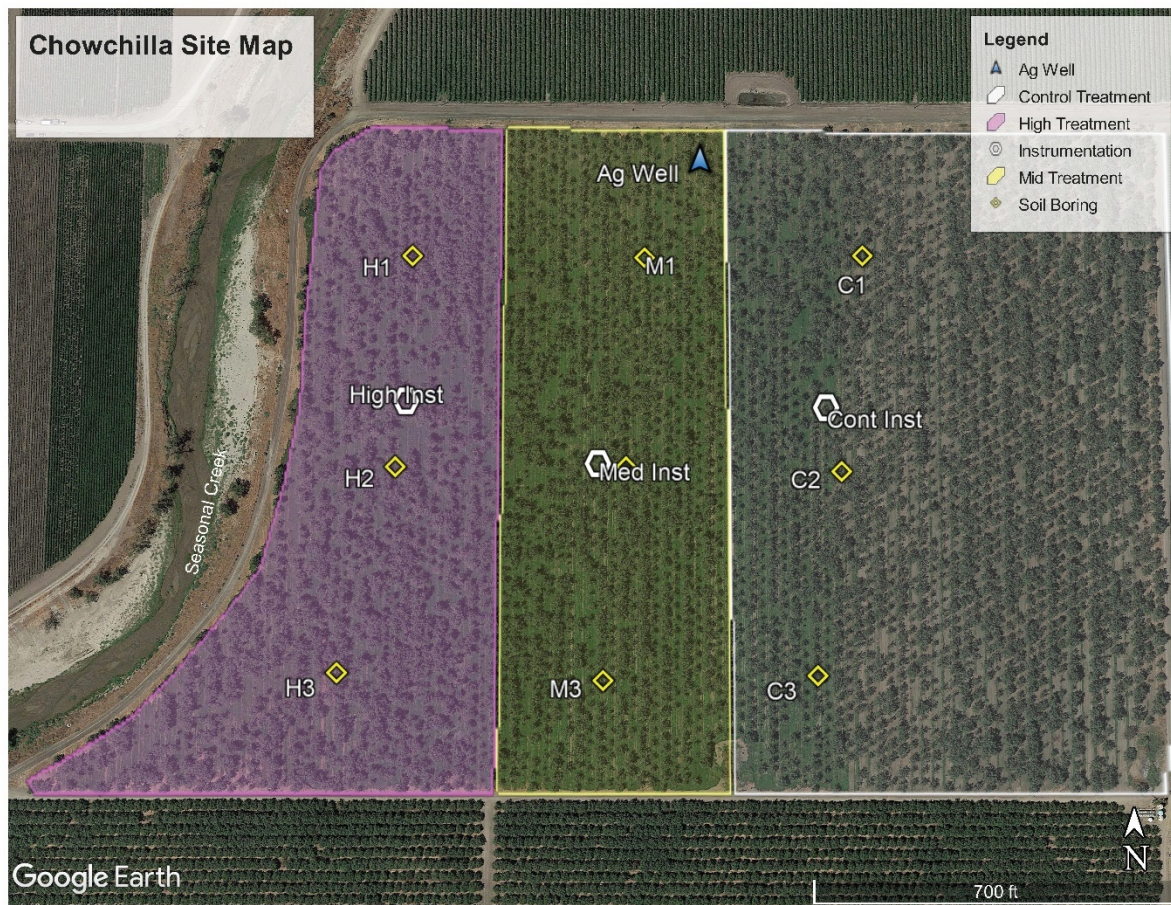 Chowchilla Site Map
Legend
Ag Well
Control Treatment
High Treatment
Instrumentation
Mid Treatment
Soil Boring
Ag Well
H1
M1
C1
High Inst
Cont Inst
H2
Med Inst
C2
Seasonal Creek
H3
M3
C3
N
Google Earth
700 ft